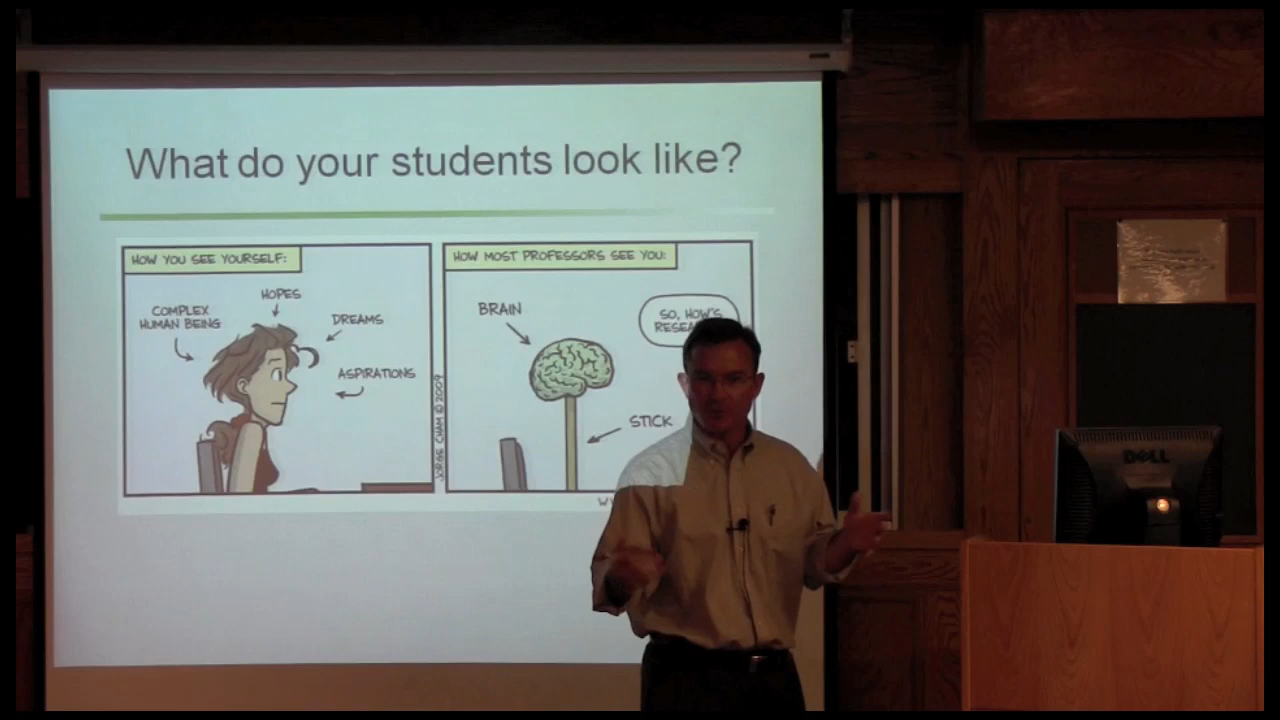 What do your students look like?
HOW YOU SEE YOURSELF:
HOPES
COMPLEX
HUMAN BEING
DREAMS
ASPIRATIONS
JORGE CHAM © 2009
HOW MOST PROFESSORS SEE YOU:
BRAIN
SO, HOW'S
STICK
DELL